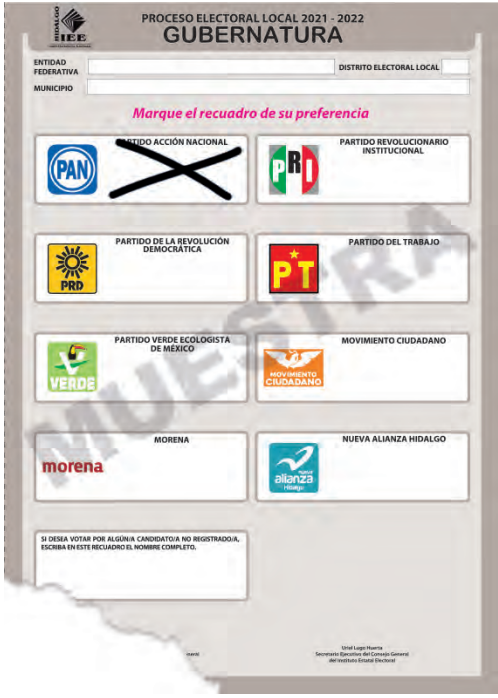 HIDALGO
IEE
PROCESO ELECTORAL LOCAL 2021 - 2022
GUBERNATURA
ENTIDAD
FEDERATIVA
DISTRITO ELECTORAL LOCAL
MUNICIPIO
Marque el recuadro de su preferencia
PARTIDO ACCIÓN NACIONAL
PAN
PARTIDO REVOLUCIONARIO
INSTITUCIONAL
PRI
PARTIDO DE LA REVOLUCIÓN
DEMOCRÁTICA
PRD
PARTIDO DEL TRABAJO
PT
PARTIDO VERDE ECOLOGISTA
DE MÉXICO
VERDE
MOVIMIENTO CIUDADANO
MOVIMIENTO
CIUDADANO
MORENA
morena
NUEVA ALIANZA HIDALGO
nueva
alianza
Hidalgo
MUESTRA
SI DESEA VOTAR POR ALGÚN/A CANDIDATO/A NO REGISTRADO/A,
ESCRIBA EN ESTE RECUADRO EL NOMBRE COMPLETO.
Uriel Lugo Huerta
Secretario Ejecutivo del Consejo General
del Instituto Estatal Electoral